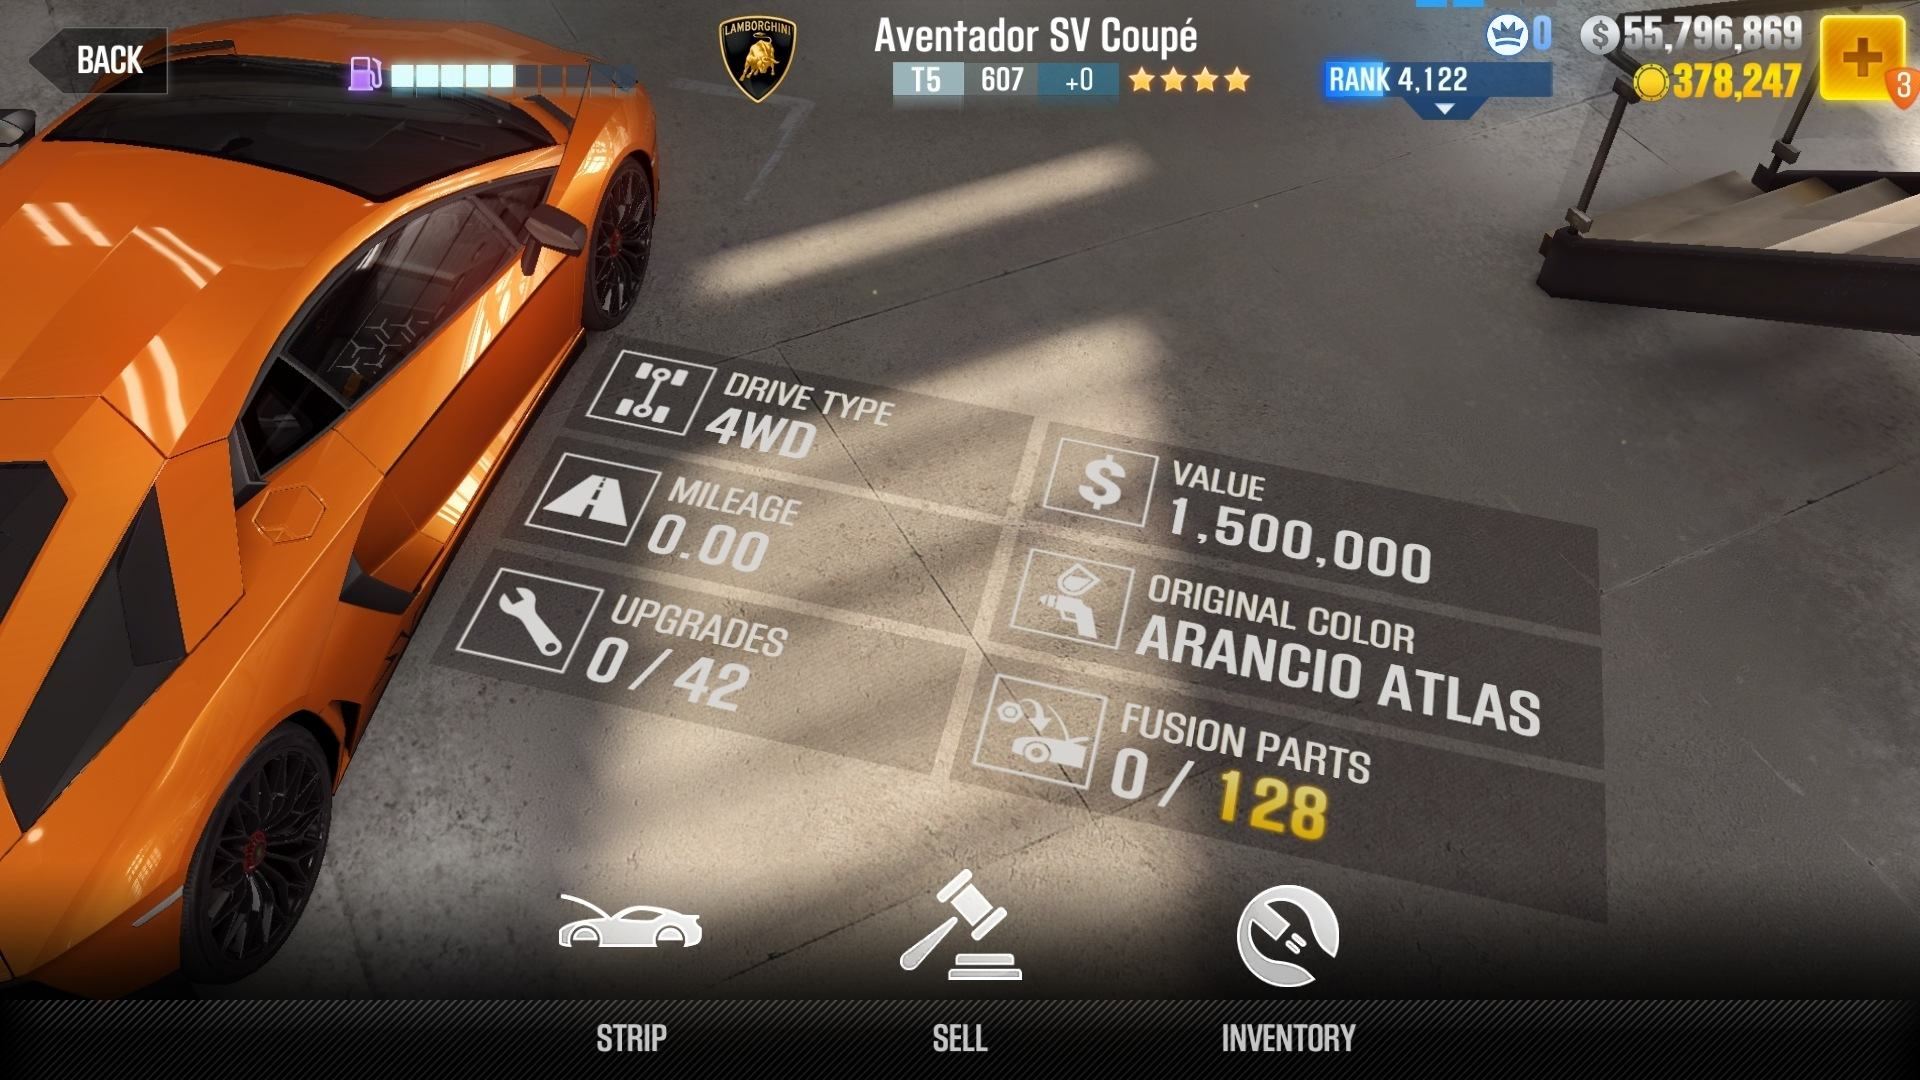 BACK
LAMBORGHINI
Aventador SV Coupé
T5 607 +0
RANK 4,122
0
$ 55,796,869
378,247
3
DRIVE TYPE
4WD
MILEAGE
0.00
UPGRADES
0 / 42
$ VALUE
1,500,000
ORIGINAL COLOR
ARANCIO ATLAS
FUSION PARTS
0 / 128
STRIP
SELL
INVENTORY